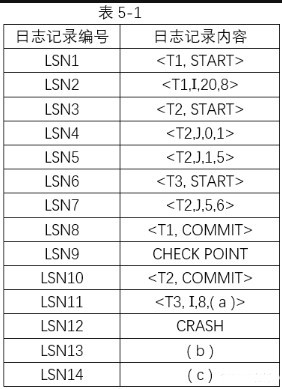 表 5-1
日志记录编号 日志记录内容
LSN1 <T1, START>
LSN2 <T1,I,20,8>
LSN3 <T2, START>
LSN4 <T2,J,0,1>
LSN5 <T2,J,1,5>
LSN6 <T3, START>
LSN7 <T2,J,5,6>
LSN8 <T1, COMMIT>
LSN9 CHECK POINT
LSN10 <T2, COMMIT>
LSN11 <T3, I,8,( a )>
LSN12 CRASH
LSN13 ( b )
LSN14 ( c )